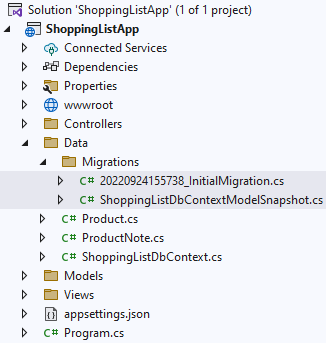 Solution 'ShoppingListApp' (1 of 1 project)
ShoppingListApp
Connected Services
Dependencies
Properties
wwwroot
Controllers
Data
Migrations
C# 20220924155738_InitialMigration.cs
C# ShoppingListDbContextModelSnapshot.cs
C# Product.cs
C# ProductNote.cs
C# ShoppingListDbContext.cs
Models
Views
appsettings.json
C# Program.cs